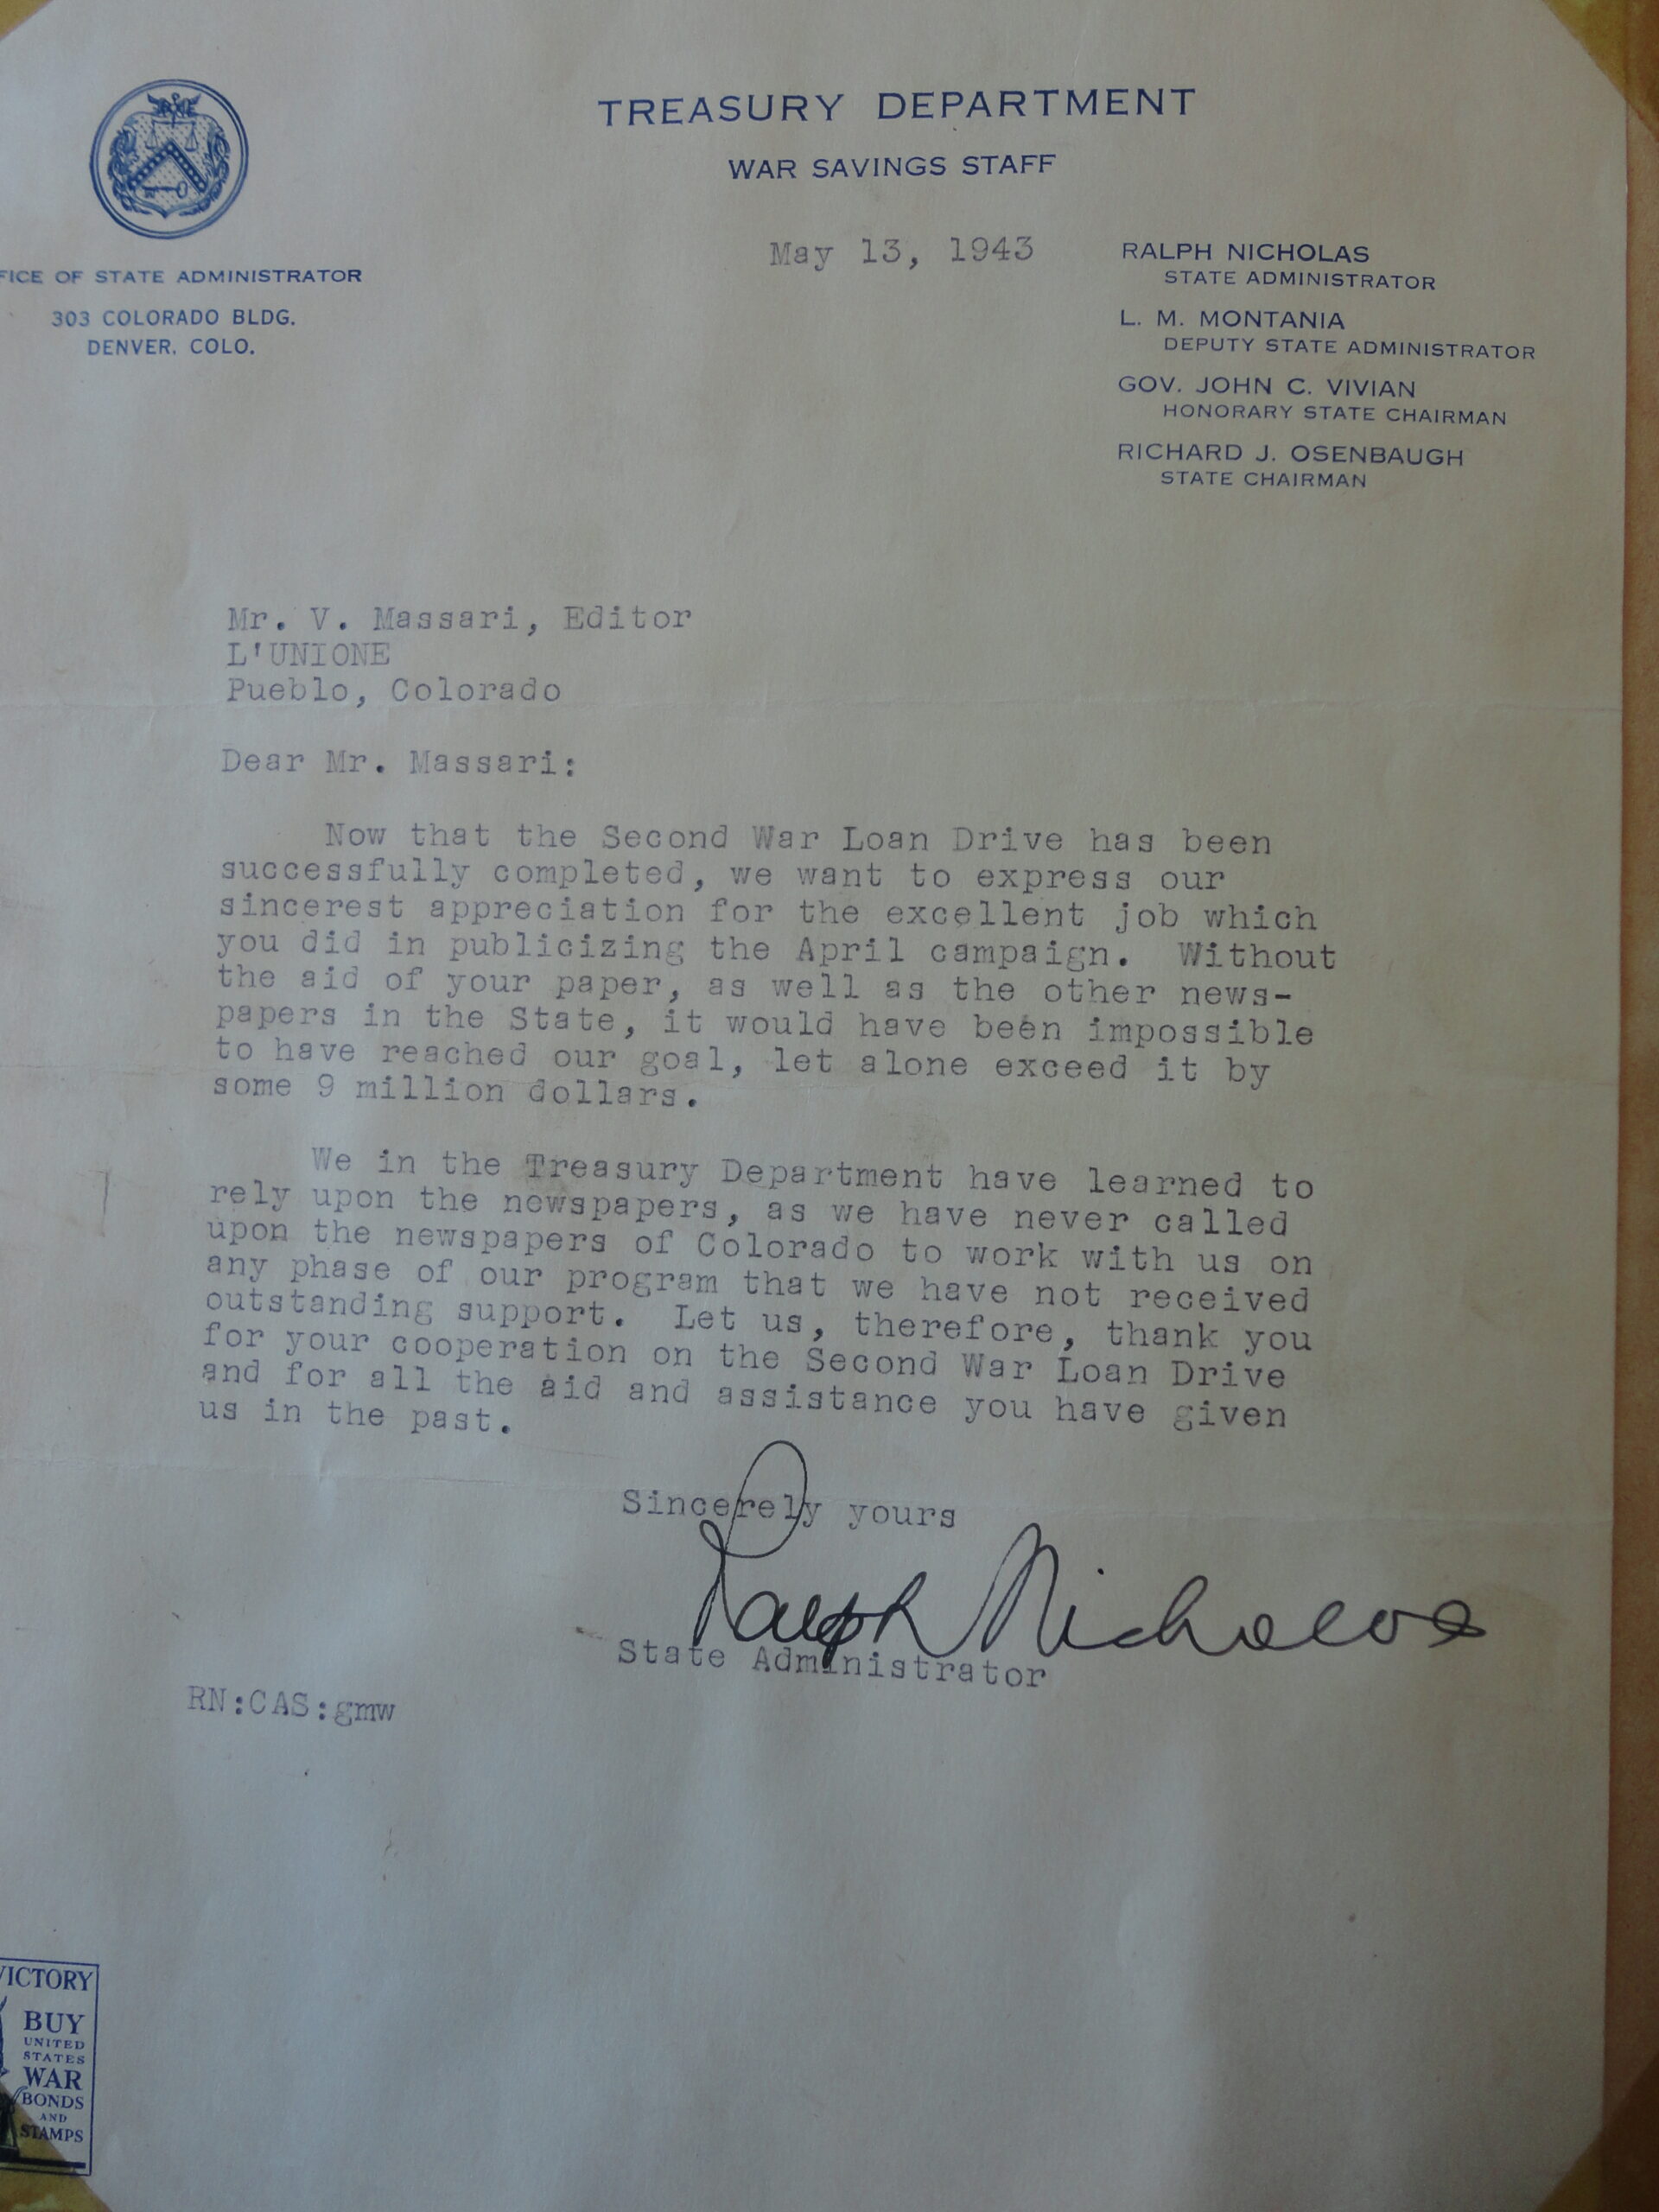 TREASURY DEPARTMENT
WAR SAVINGS STAFF
FICE OF STATE ADMINISTRATOR
303 COLORADO BLDG.
DENVER, COLO.
May 13, 1943
RALPH NICHOLAS
STATE ADMINISTRATOR
L. M. MONTANIA
DEPUTY STATE ADMINISTRATOR
GOV. JOHN C. VIVIAN
HONORARY STATE CHAIRMAN
RICHARD J. OSENBAUGH
STATE CHAIRMAN
Mr. V. Massari, Editor
L'UNIONE
Pueblo, Colorado
Dear Mr. Massari:
Now that the Second War Loan Drive has been
successfully completed, we want to express our
sincerest appreciation for the excellent job which
you did in publicizing the April campaign. Without
the aid of your paper, as well as the other news-
papers in the State, it would have been impossible
to have reached our goal, let alone exceed it by
some 9 million dollars.
We in the Treasury Department have learned to
rely upon the newspapers, as we have never called
upon the newspapers of Colorado to work with us on
any phase of our program that we have not received
outstanding support. Let us, therefore, thank you
for your cooperation on the Second War Loan Drive
and for all the aid and assistance you have given
us in the past.
Sincerely yours
Ralph Nicholas
State Administrator
RN:CAS:gmw
VICTORY
BUY
UNITED
STATES
WAR
BONDS
AND
STAMPS